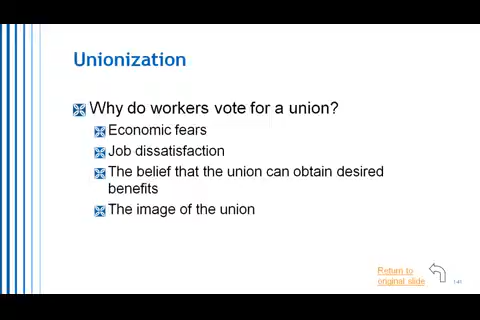 Unionization
Why do workers vote for a union?
Economic fears
Job dissatisfaction
The belief that the union can obtain desired
benefits
The image of the union
Return to
original slide